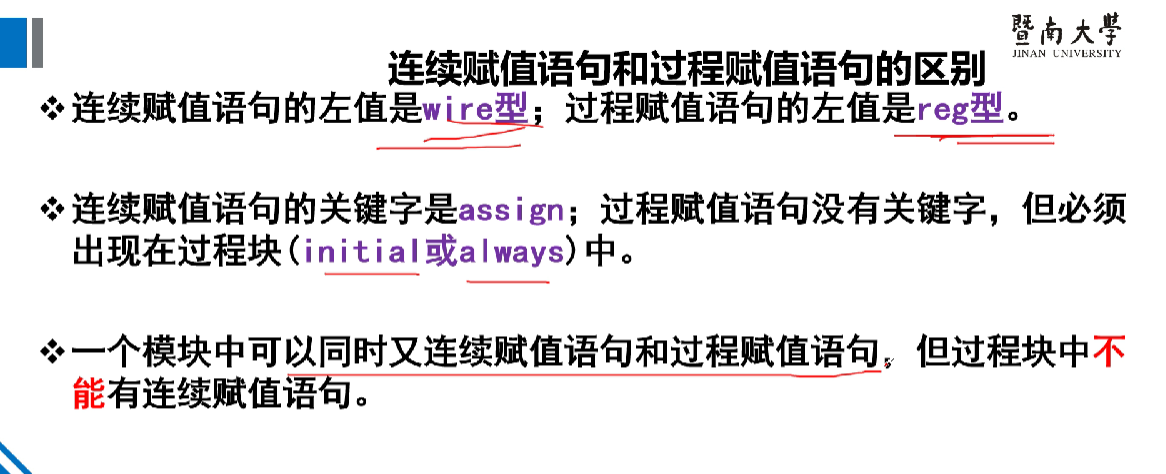 暨南大學
JINAN UNIVERSITY
连续赋值语句和过程赋值语句的区别
❖连续赋值语句的左值是wire型；过程赋值语句的左值是reg型。
❖连续赋值语句的关键字是assign；过程赋值语句没有关键字，但必须
出现在过程块(initial或always)中。
❖一个模块中可以同时又连续赋值语句和过程赋值语句，但过程块中不
能有连续赋值语句。